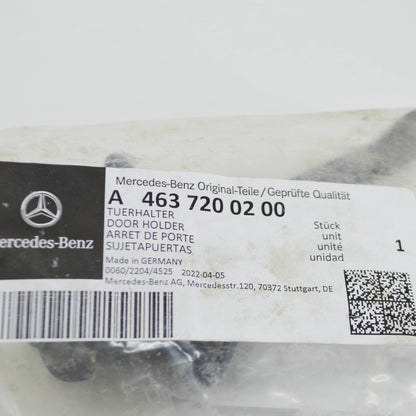 Mercedes-Benz Original-Teile/Geprüfte Qualität
A 463 720 02 00
TUERHALTER
DOOR HOLDER
ARRET DE PORTE
SUJETAPUERTAS
Stück
unit
unité
unidad
1
Made in GERMANY
0060/2204/4525 2022-04-05
Mercedes-Benz AG, Mercedesstr.120, 70372 Stuttgart, DE
ercedes-Benz